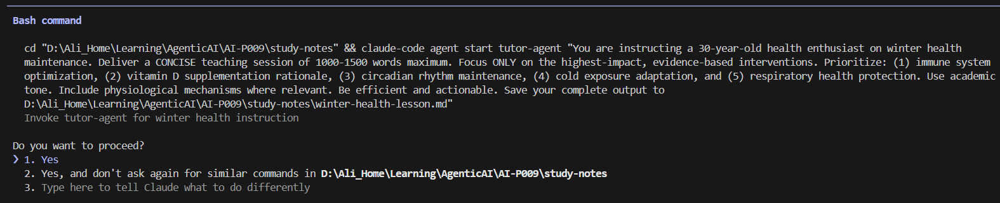 Bash command
cd "D:\Ali_Home\Learning\AgenticAI\AI-P009\study-notes" && claude-code agent start tutor-agent "You are instructing a 30-year-old health enthusiast on winter health
maintenance. Deliver a CONCISE teaching session of 1000-1500 words maximum. Focus ONLY on the highest-impact, evidence-based interventions. Prioritize: (1) immune system
optimization, (2) vitamin D supplementation rationale, (3) circadian rhythm maintenance, (4) cold exposure adaptation, and (5) respiratory health protection. Use academic
tone. Include physiological mechanisms where relevant. Be efficient and actionable. Save your complete output to
D:\Ali_Home\Learning\AgenticAI\AI-P009\study-notes\winter-health-lesson.md"
Invoke tutor-agent for winter health instruction
Do you want to proceed?
❯ 1. Yes
2. Yes, and don't ask again for similar commands in D:\Ali_Home\Learning\AgenticAI\AI-P009\study-notes
3. Type here to tell Claude what to do differently